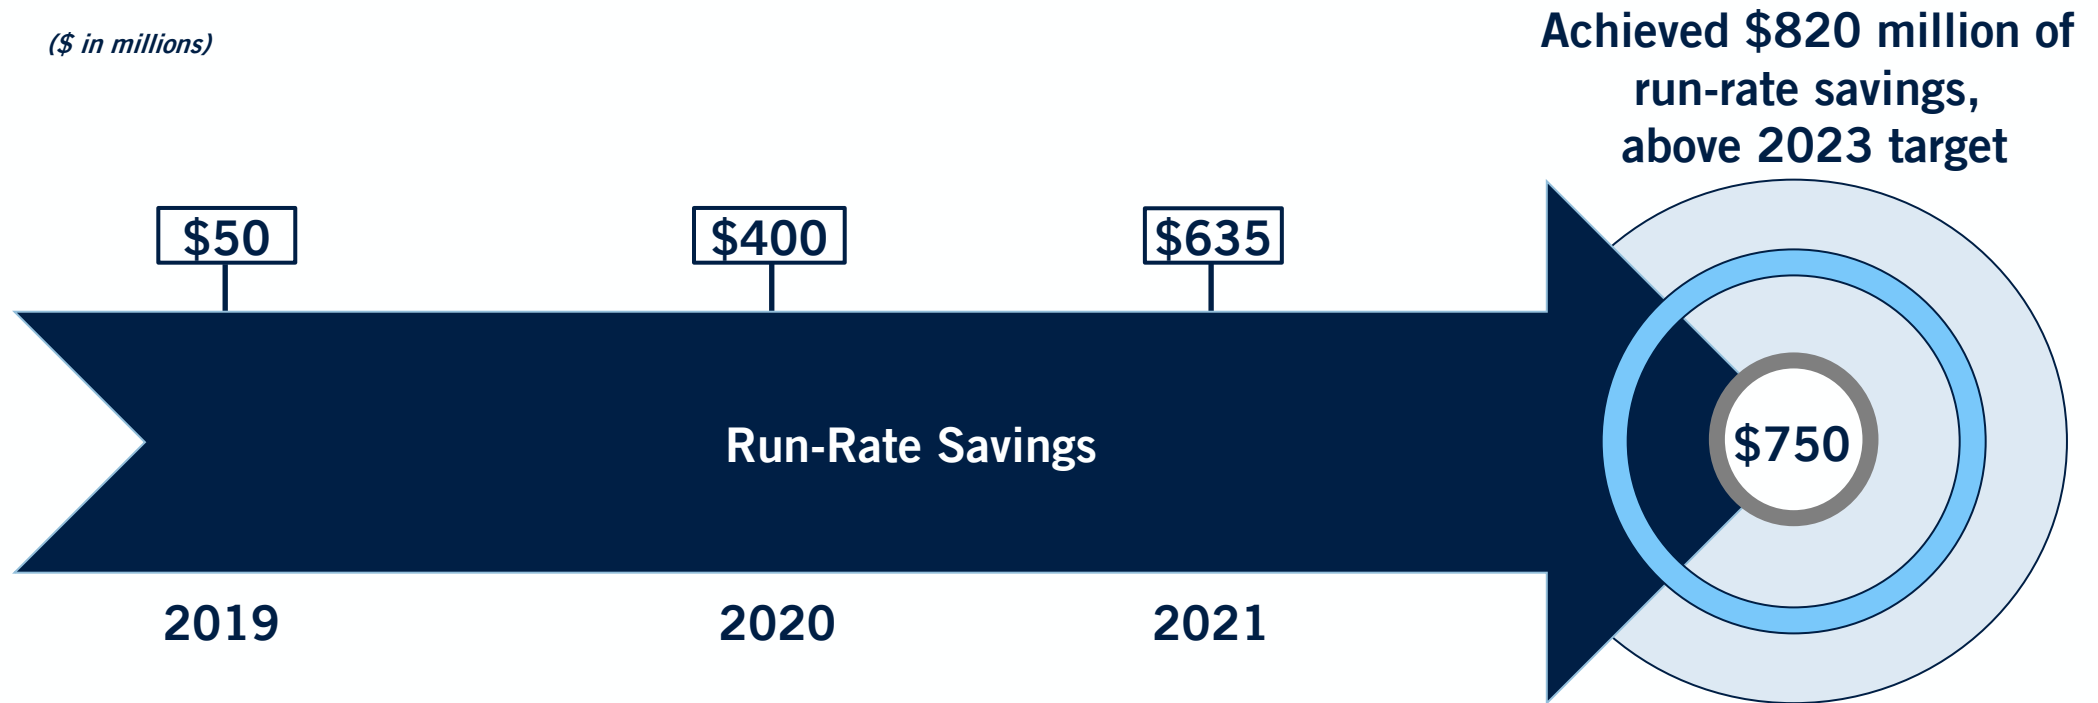 ($ in millions)
Achieved $820 million of
run-rate savings,
above 2023 target
$50
$400
$635
Run-Rate Savings
$750
2019
2020
2021